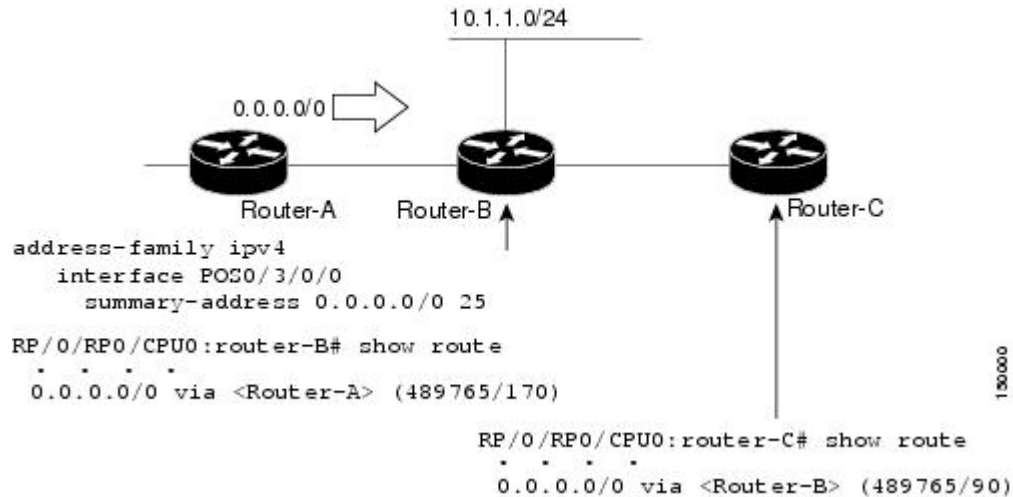 10.1.1.0/24
0.0.0.0/0
Router-A
Router-B
Router-C
address-family ipv4
interface POS0/3/0/0
summary-address 0.0.0.0/0 25
RP/0/RP0/CPU0:router-B# show route
. . . .
0.0.0.0/0 via <Router-A> (489765/170)
RP/0/RP0/CPU0:router-C# show route
. . . .
0.0.0.0/0 via <Router-B> (489765/90)